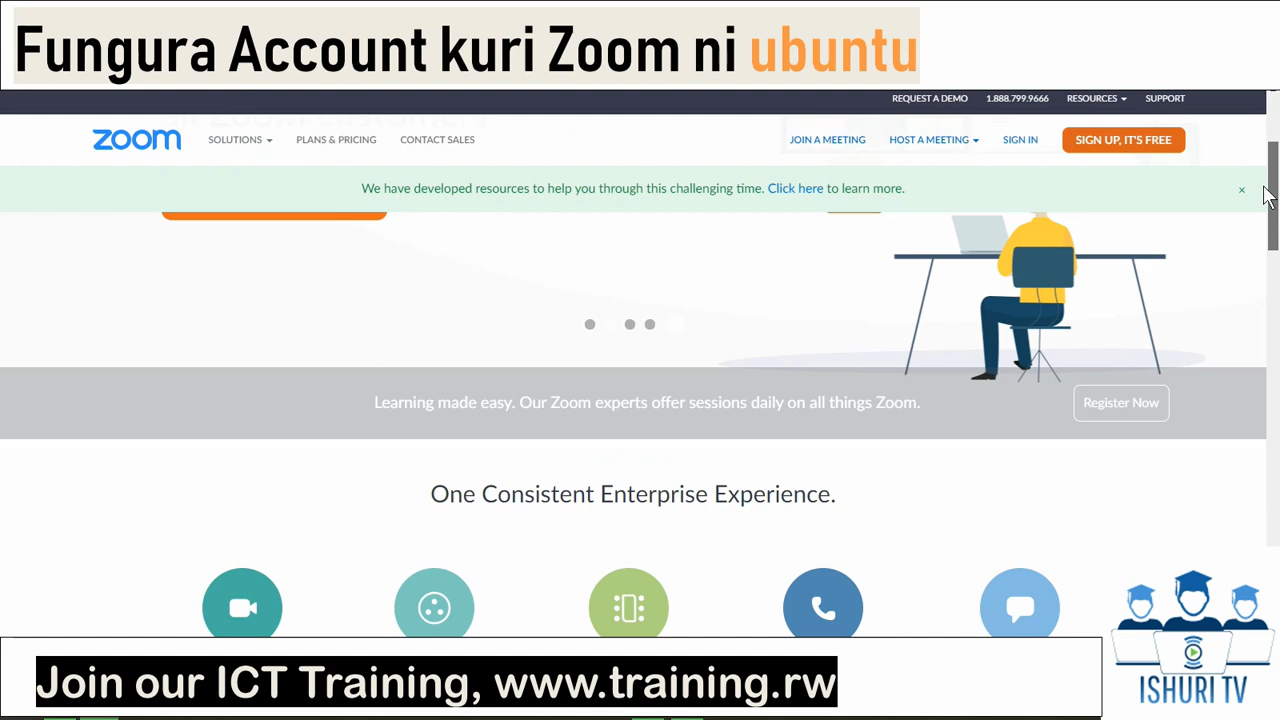 Fungura Account kuri Zoom ni ubuntu
REQUEST A DEMO 1.888.799.9666 RESOURCES SUPPORT
zoom SOLUTIONS PLANS & PRICING CONTACT SALES JOIN A MEETING HOST A MEETING SIGN IN SIGN UP, IT'S FREE
We have developed resources to help you through this challenging time. Click here to learn more. ×
Learning made easy. Our Zoom experts offer sessions daily on all things Zoom. Register Now
One Consistent Enterprise Experience.
Join our ICT Training, www.training.rw
ISHURI TV